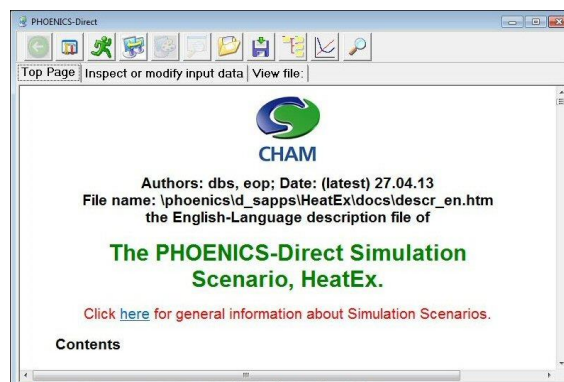 PHOENICS-Direct
Top Page Inspect or modify input data View file:
CHAM
Authors: dbs, eop; Date: (latest) 27.04.13
File name: \phoenics\d_sapps\HeatEx\docs\descr_en.htm
the English-Language description file of
The PHOENICS-Direct Simulation
Scenario, HeatEx.
Click here for general information about Simulation Scenarios.
Contents